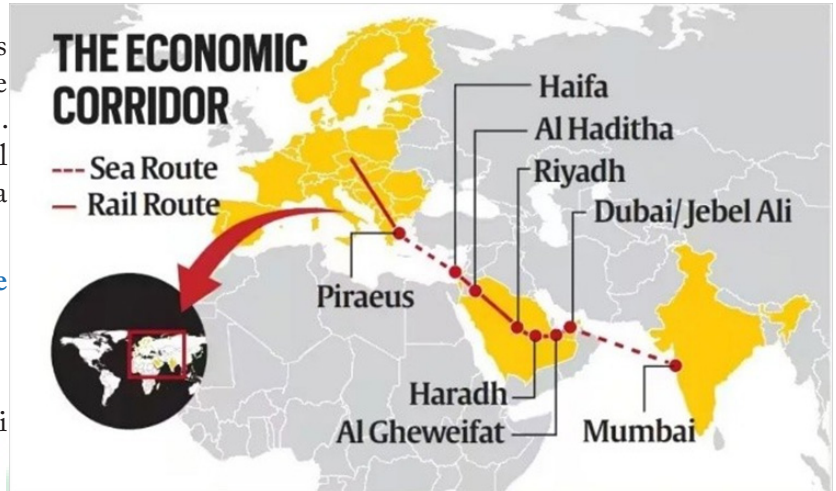 THE ECONOMIC
CORRIDOR
Sea Route
Rail Route
Haifa
Al Haditha
Riyadh
Dubai/Jebel Ali
Piraeus
Haradh
Al Gheweifat
Mumbai